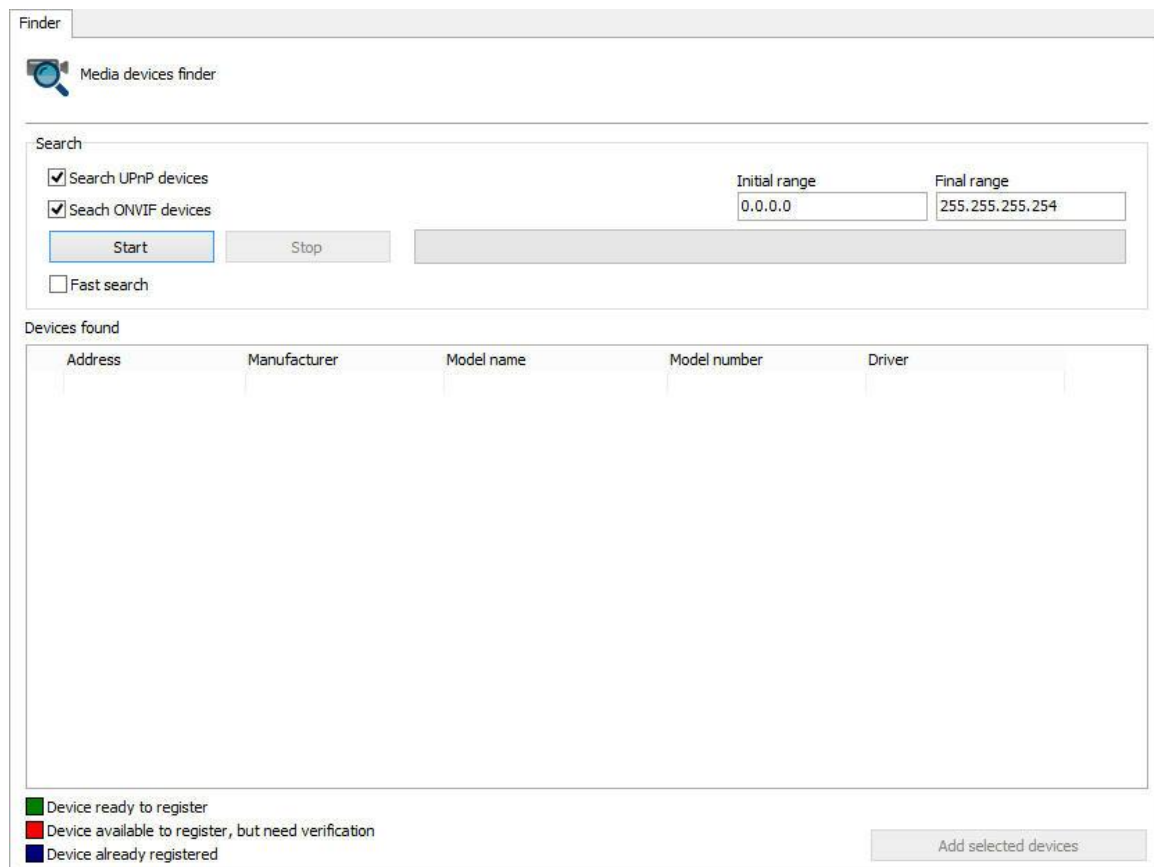 Finder
Media devices finder
Search
Search UPnP devices
Initial range
Final range
Seach ONVIF devices
0.0.0.0
255.255.255.254
Start
Stop
Fast search
Devices found
Address Manufacturer Model name Model number Driver
Device ready to register
Device available to register, but need verification
Device already registered
Add selected devices